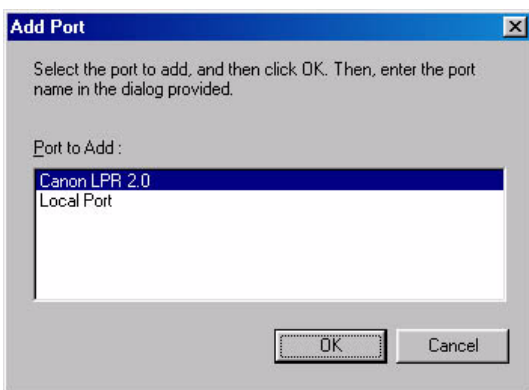 Add Port
Select the port to add, and then click OK. Then, enter the port
name in the dialog provided.
Port to Add :
Canon LPR 2.0
Local Port
OK
Cancel